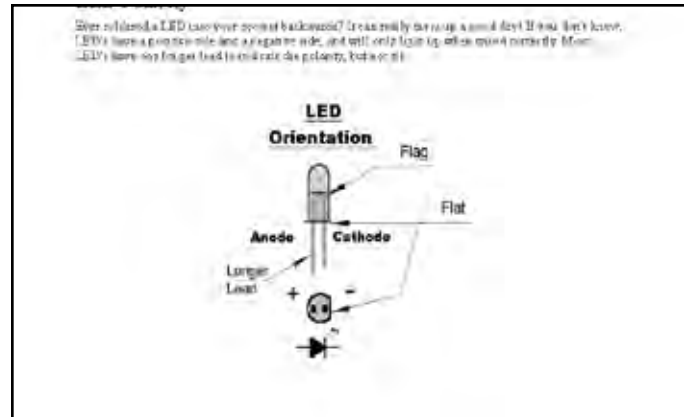 Ever soldered a LED into your project backwards? It can really mess up a good day! If you don't know,
LED's have a positive side and a negative side, and will only light up when wired correctly. Most
LED's have one longer lead to indicate the polarity, but not all
LED
Orientation
Flag
Flat
Anode
Cathode
Longer
Lead
+
-